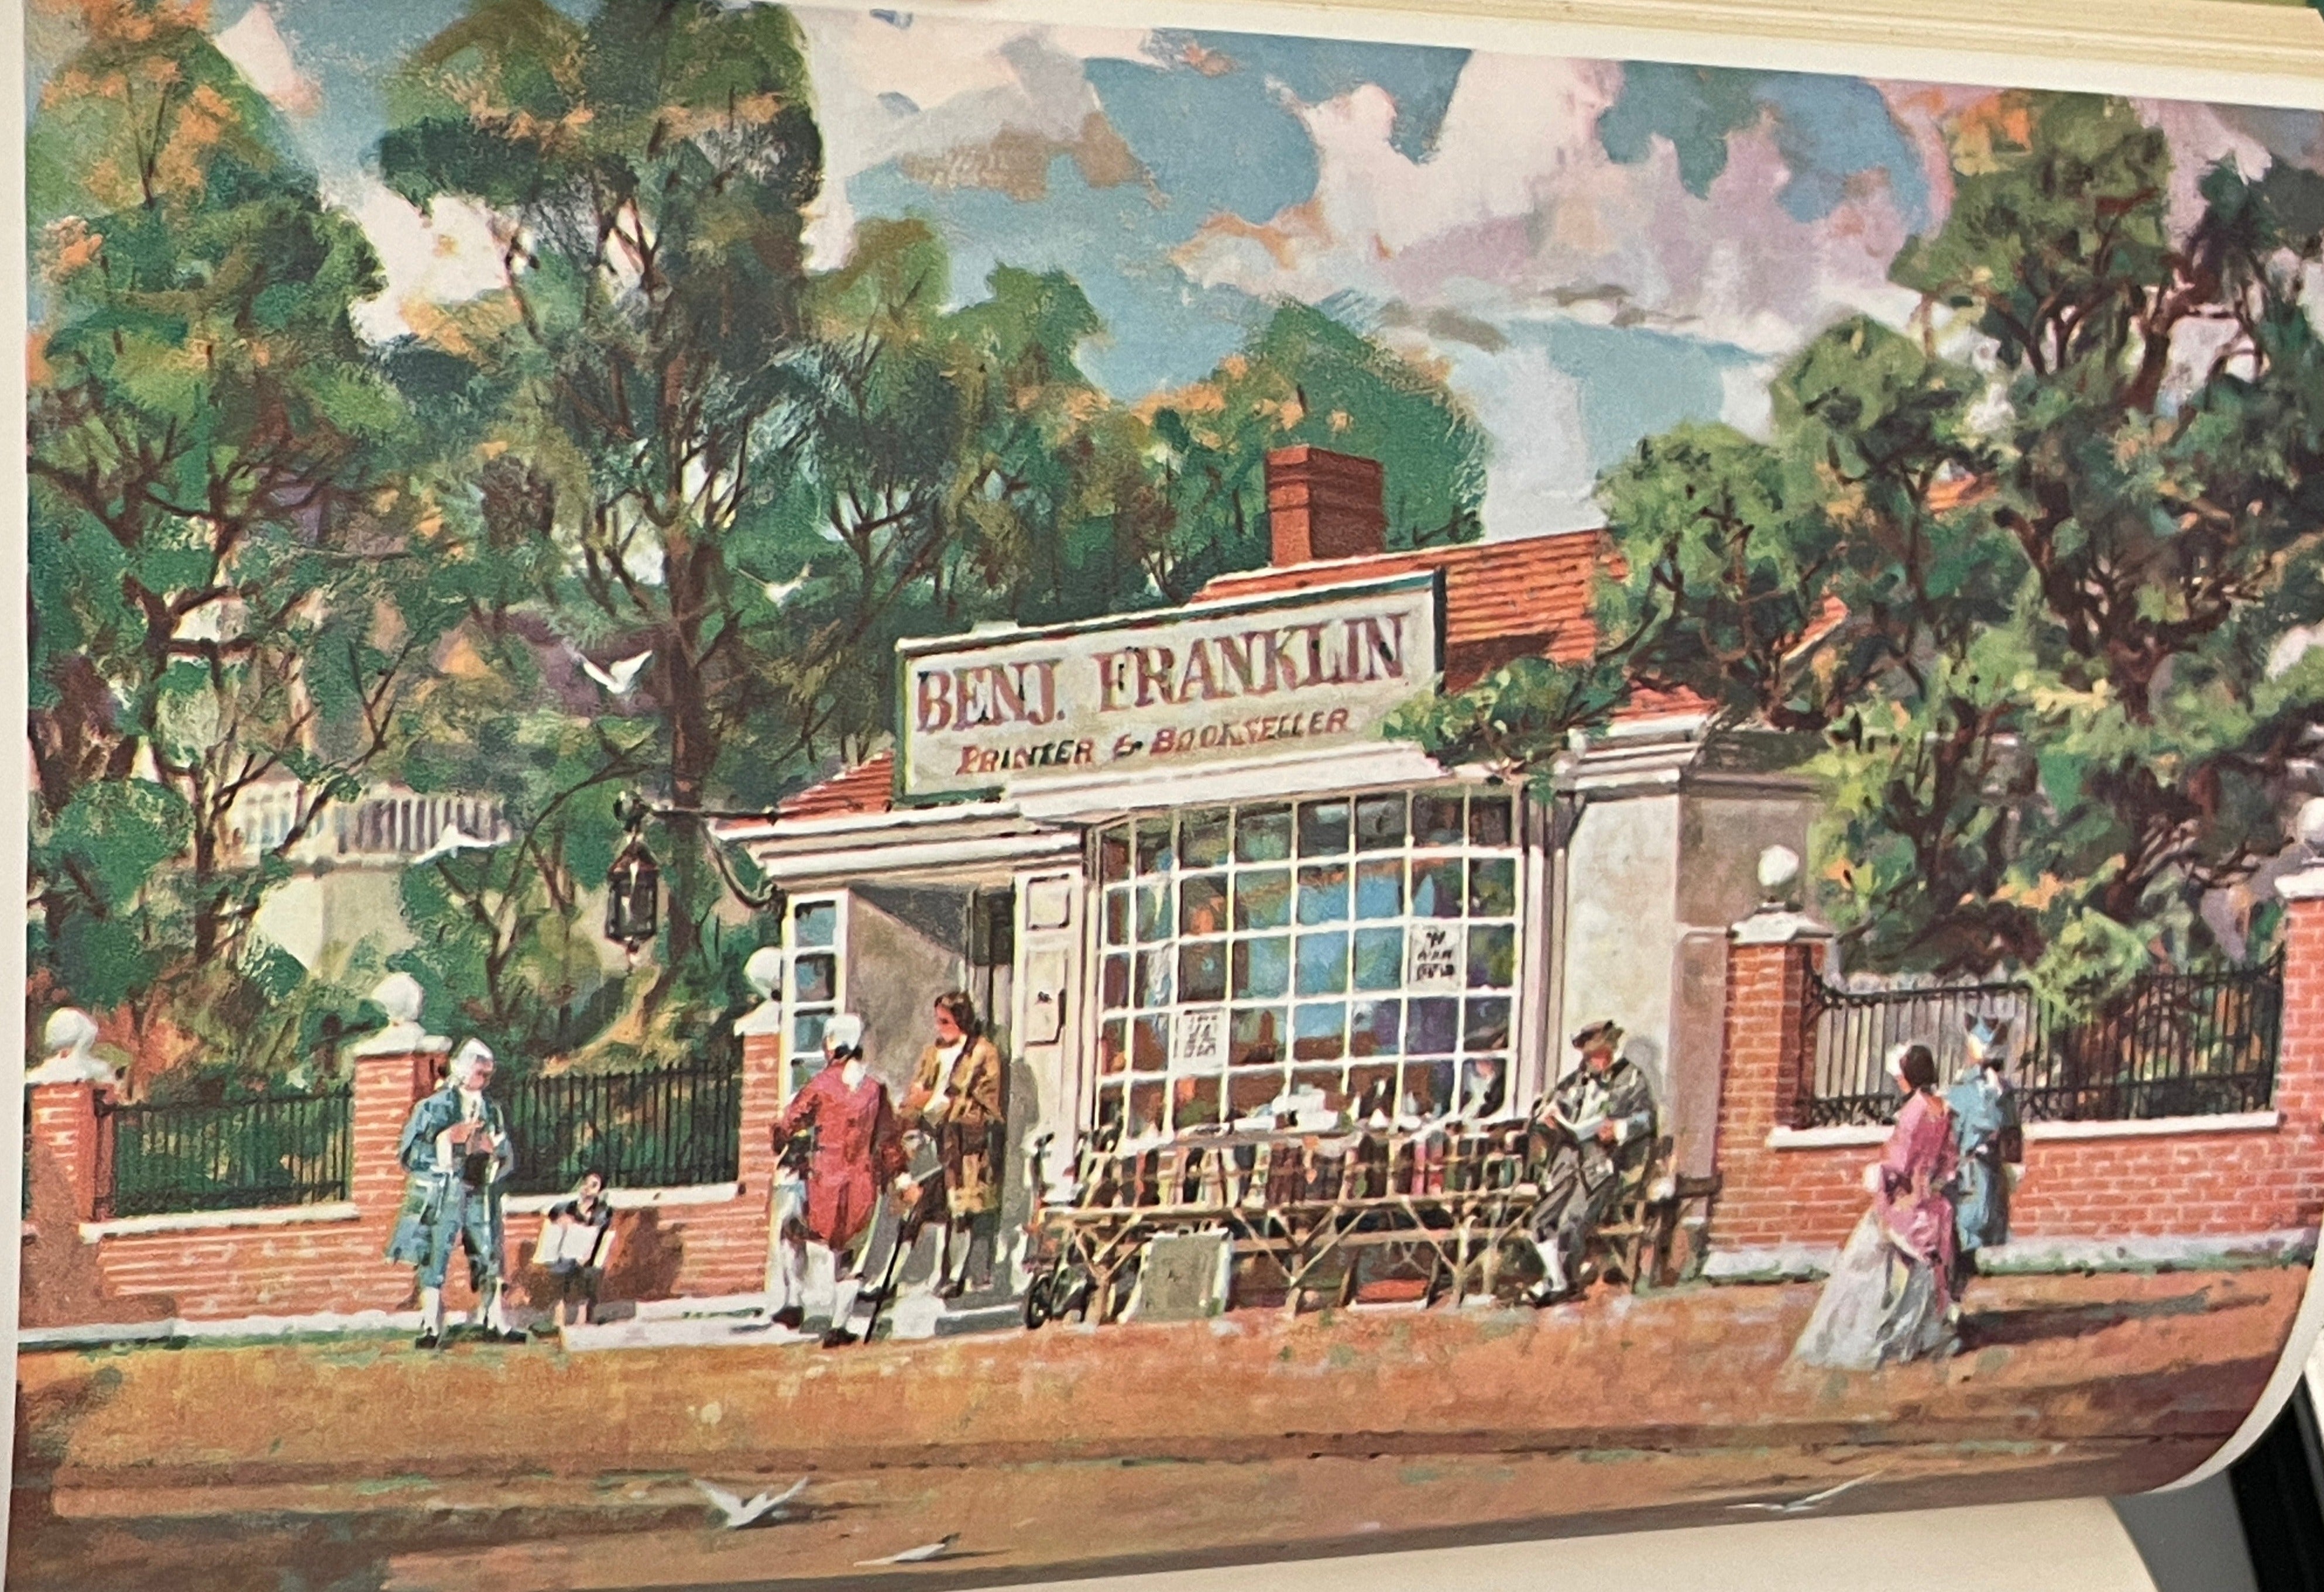 BENJ. FRANKLIN
PRINTER & BOOKSELLER